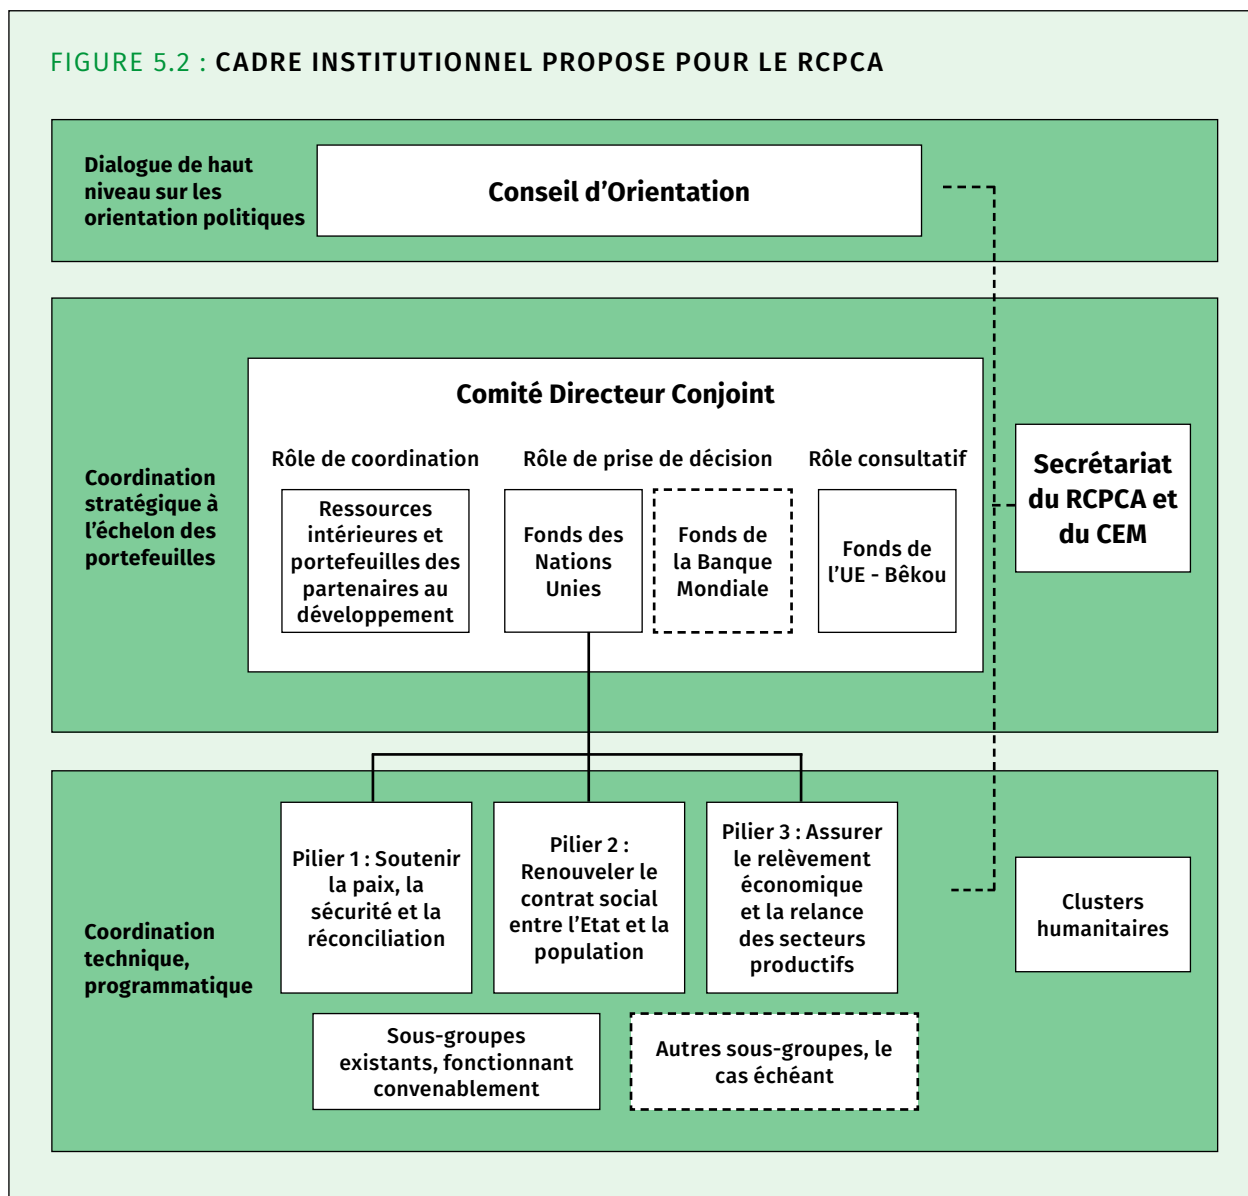 FIGURE 5.2 : CADRE INSTITUTIONNEL PROPOSE POUR LE RCPCA
Dialogue de haut
niveau sur les
orientation politiques
Conseil d'Orientation
Coordination
stratégique à
l'échelon des
portefeuilles
Comité Directeur Conjoint
Rôle de coordination
Ressources
intérieures et
portefeuilles des
partenaires au
développement
Rôle de prise de décision
Fonds des
Nations
Unies
Fonds de
la Banque
Mondiale
Rôle consultatif
Fonds de
l'UE - Bêkou
Secrétariat
du RCPCA et
du CEM
Coordination
technique,
programmatique
Pilier 1 : Soutenir
la paix, la
sécurité et la
réconciliation
Pilier 2 :
Renouveler le
contrat social
entre l'Etat et la
population
Pilier 3 : Assurer
le relèvement
économique
et la relance
des secteurs
productifs
Clusters
humanitaires
Sous-groupes
existants, fonctionnant
convenablement
Autres sous-groupes, le
cas échéant